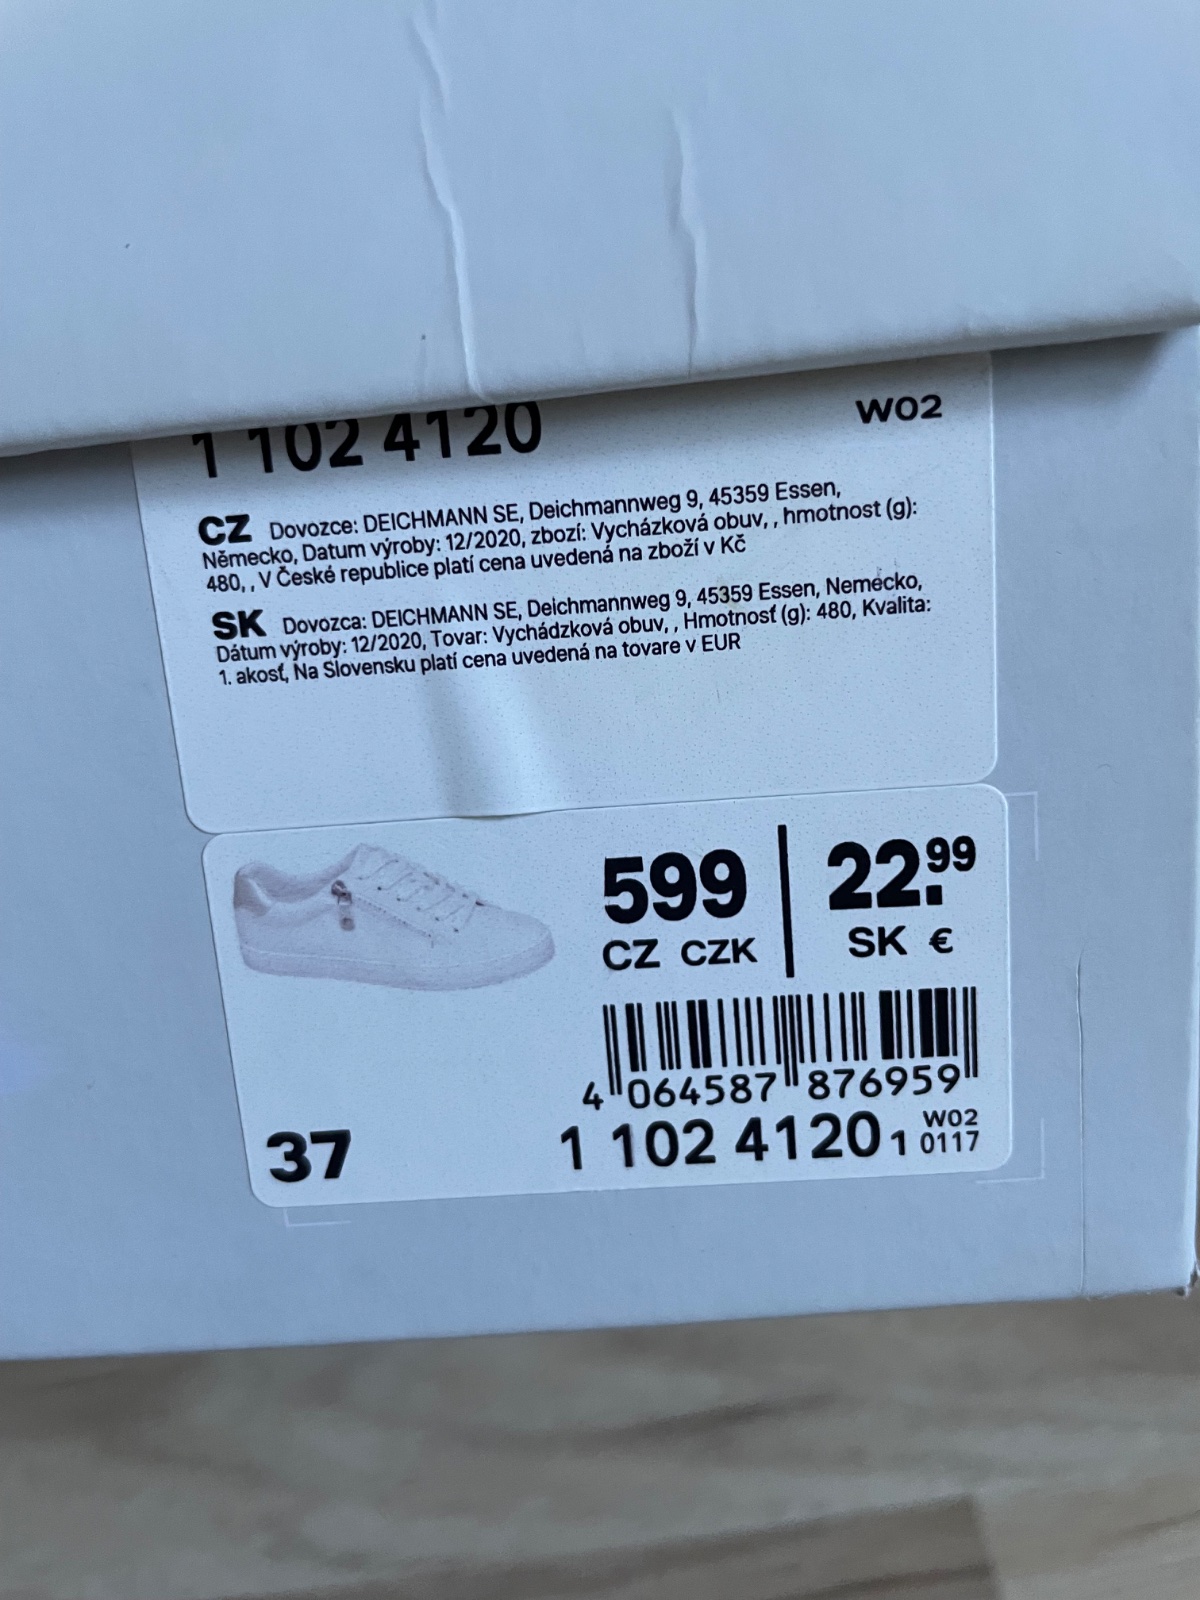 1 102 4120
W02
CZ Dovozce: DEICHMANN SE, Deichmannweg 9, 45359 Essen,
Německo, Datum výroby: 12/2020, zboží: Vycházková obuv, , hmotnost (g):
480, , V České republice platí cena uvedená na zboží v Kč
SK Dovozca: DEICHMANN SE, Deichmannweg 9, 45359 Essen, Nemecko,
Dátum výroby: 12/2020, Tovar: Vychádzková obuv, , Hmotnosť (g): 480, Kvalita:
1. akosť, Na Slovensku platí cena uvedená na tovare v EUR
599
CZ CZK
22.99
SK €
4 064587 876959
37
1 102 4120 1
W02
0117